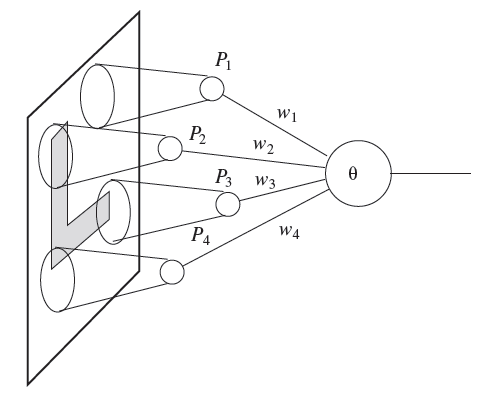 P₁
w₁
P₂
w₂
θ
P₃
w₃
P₄
w₄